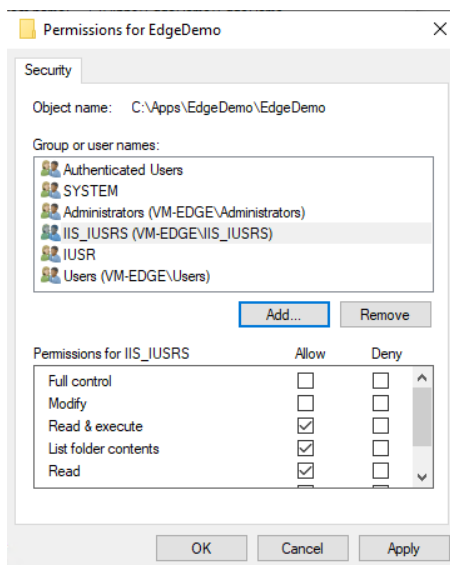 Permissions for EdgeDemo
Security
Object name: C:\Apps\EdgeDemo\EdgeDemo
Group or user names:
Authenticated Users
SYSTEM
Administrators (VM-EDGE\Administrators)
IIS_IUSRS (VM-EDGE\IIS_IUSRS)
IUSR
Users (VM-EDGE\Users)
Add... Remove
Permissions for IIS_IUSRS Allow Deny
Full control
Modify
Read & execute
List folder contents
Read
OK Cancel Apply